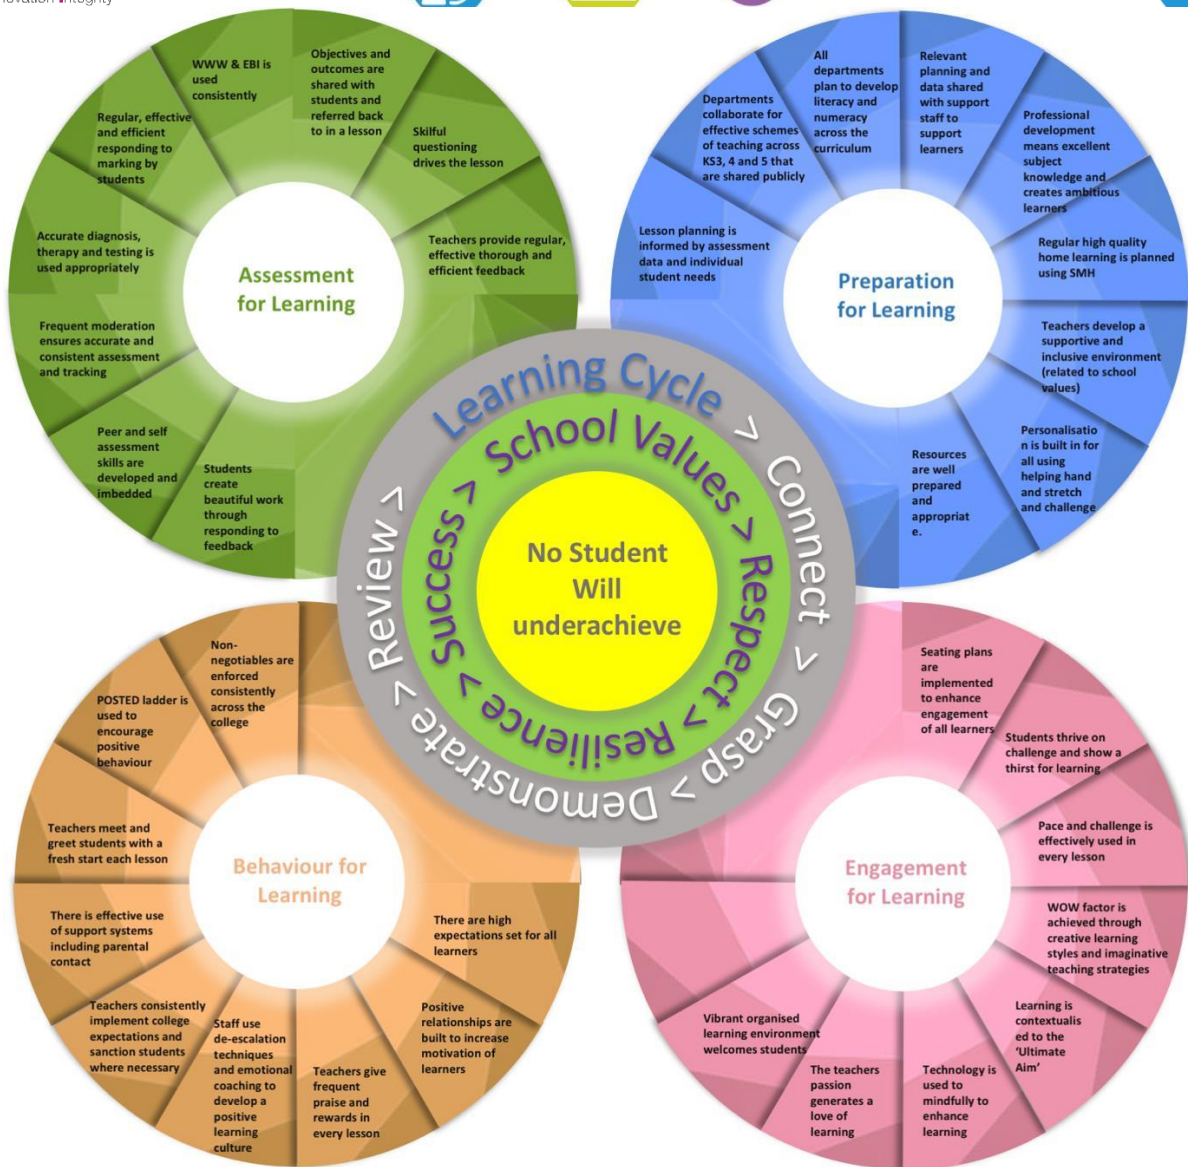 WWW & EBI is
used
consistently
Objectives and
outcomes are
shared with
students and
referred back
to in a lesson
Skilful
questioning
drives the lesson
Teachers provide regular,
effective thorough and
efficient feedback
Regular, effective
and efficient
responding to
marking by
students
Accurate diagnosis,
therapy and testing is
used appropriately
Frequent moderation
ensures accurate and
consistent assessment
and tracking
Peer and self
assessment
skills are
developed and
imbedded
Students
create
beautiful work
through
responding to
feedback
Assessment
for Learning
Departments
collaborate for
effective schemes
of teaching across
KS3, 4 and 5 that
are shared publicly
All
departments
plan to develop
literacy and
numeracy
across the
curriculum
Relevant
planning and
data shared
with support
staff to
support
learners
Professional
development
means excellent
subject
knowledge and
creates ambitious
learners
Lesson planning is
informed by assessment
data and individual
student needs
Regular high quality
home learning is planned
using SMH
Teachers develop a
supportive and
inclusive environment
(related to school
values)
Personalisatio
n is built in for
all using
helping hand
and stretch
and challenge
Resources
are well
prepared
and
appropriat
e.
Preparation
for Learning
Learning Cycle > Connect > Grasp > Demonstrate > Review >
School Values > Respect > Resilience > Success >
No Student
Will
underachieve
Non-
negotiables are
enforced
consistently
across the
college
POSTED ladder is
used to
encourage
positive
behaviour
Teachers meet and
greet students with a
fresh start each lesson
There is effective use
of support systems
including parental
contact
Teachers consistently
implement college
expectations and
sanction students
where necessary
Staff use
de-escalation
techniques
and emotional
coaching to
develop a
positive
learning
culture
Teachers give
frequent
praise and
rewards in
every lesson
Positive
relationships are
built to increase
motivation of
learners
There are high
expectations set for all
learners
Behaviour for
Learning
Seating plans
are
implemented
to enhance
engagement
of all learners
Students thrive on
challenge and show a
thirst for learning
Pace and challenge is
effectively used in
every lesson
WOW factor is
achieved through
creative learning
styles and imaginative
teaching strategies
Learning is
contextualis
ed to the
‘Ultimate
Aim’
Technology is
used to
mindfully to
enhance
learning
The teachers
passion
generates a
love of
learning
Vibrant organised
learning environment
welcomes students
Engagement
for Learning